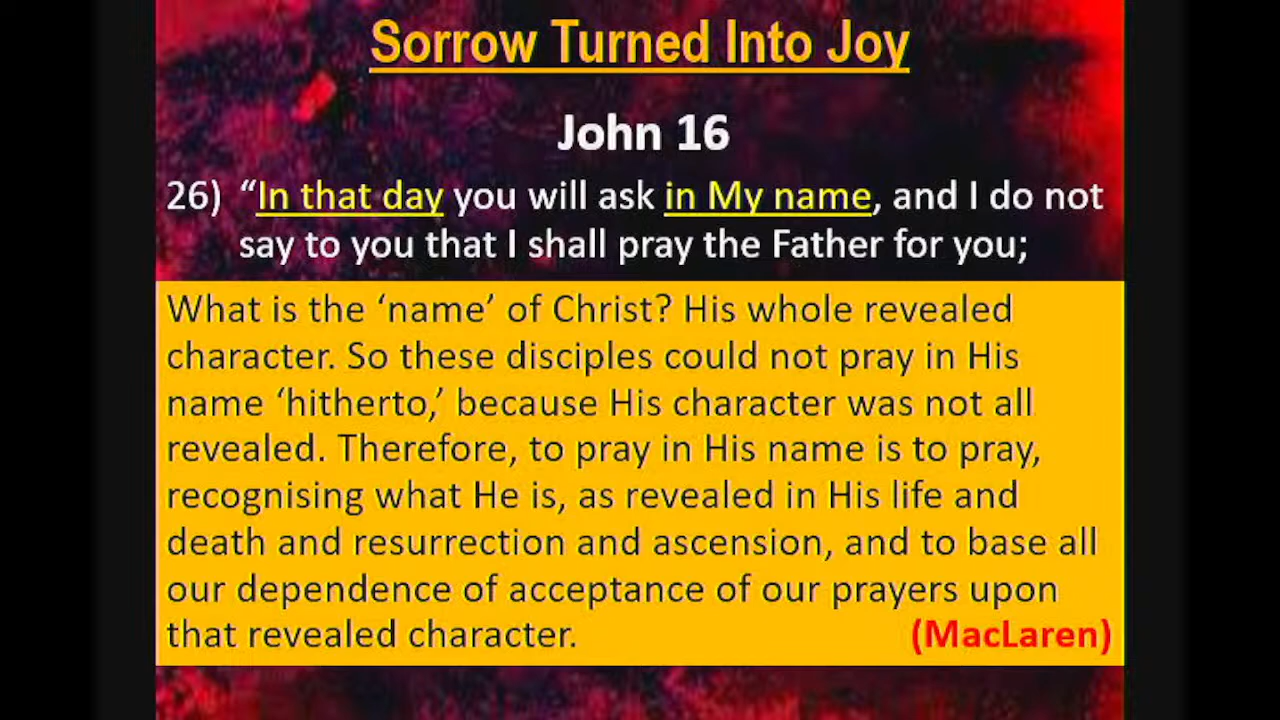 Sorrow Turned Into Joy
John 16
26) “In that day you will ask in My name, and I do not
say to you that I shall pray the Father for you;
What is the ‘name’ of Christ? His whole revealed
character. So these disciples could not pray in His
name ‘hitherto,’ because His character was not all
revealed. Therefore, to pray in His name is to pray,
recognising what He is, as revealed in His life and
death and resurrection and ascension, and to base all
our dependence of acceptance of our prayers upon
that revealed character. (MacLaren)